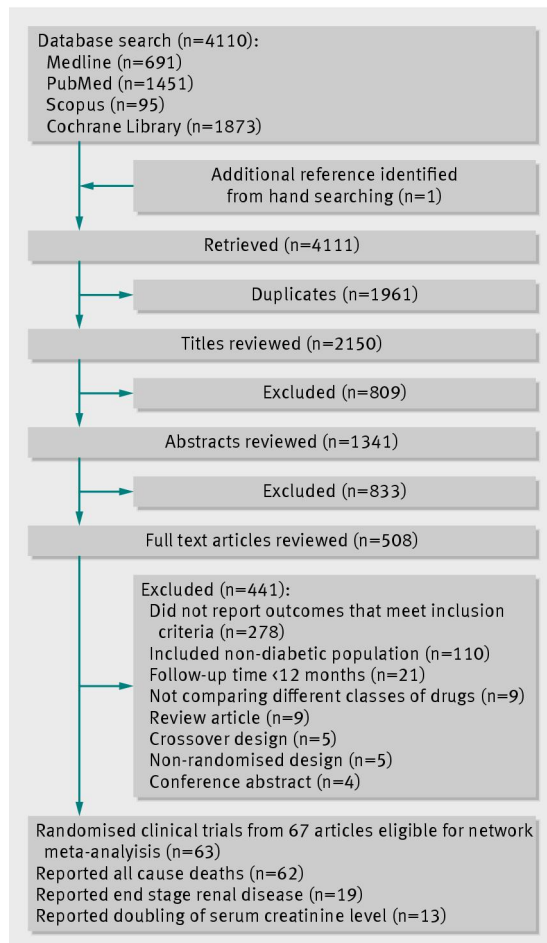 Database search (n=4110):
Medline (n=691)
PubMed (n=1451)
Scopus (n=95)
Cochrane Library (n=1873)
Additional reference identified
from hand searching (n=1)
Retrieved (n=4111)
Duplicates (n=1961)
Titles reviewed (n=2150)
Excluded (n=809)
Abstracts reviewed (n=1341)
Excluded (n=833)
Full text articles reviewed (n=508)
Excluded (n=441):
Did not report outcomes that meet inclusion
criteria (n=278)
Included non-diabetic population (n=110)
Follow-up time <12 months (n=21)
Not comparing different classes of drugs (n=9)
Review article (n=9)
Crossover design (n=5)
Non-randomised design (n=5)
Conference abstract (n=4)
Randomised clinical trials from 67 articles eligible for network
meta-analyisis (n=63)
Reported all cause deaths (n=62)
Reported end stage renal disease (n=19)
Reported doubling of serum creatinine level (n=13)